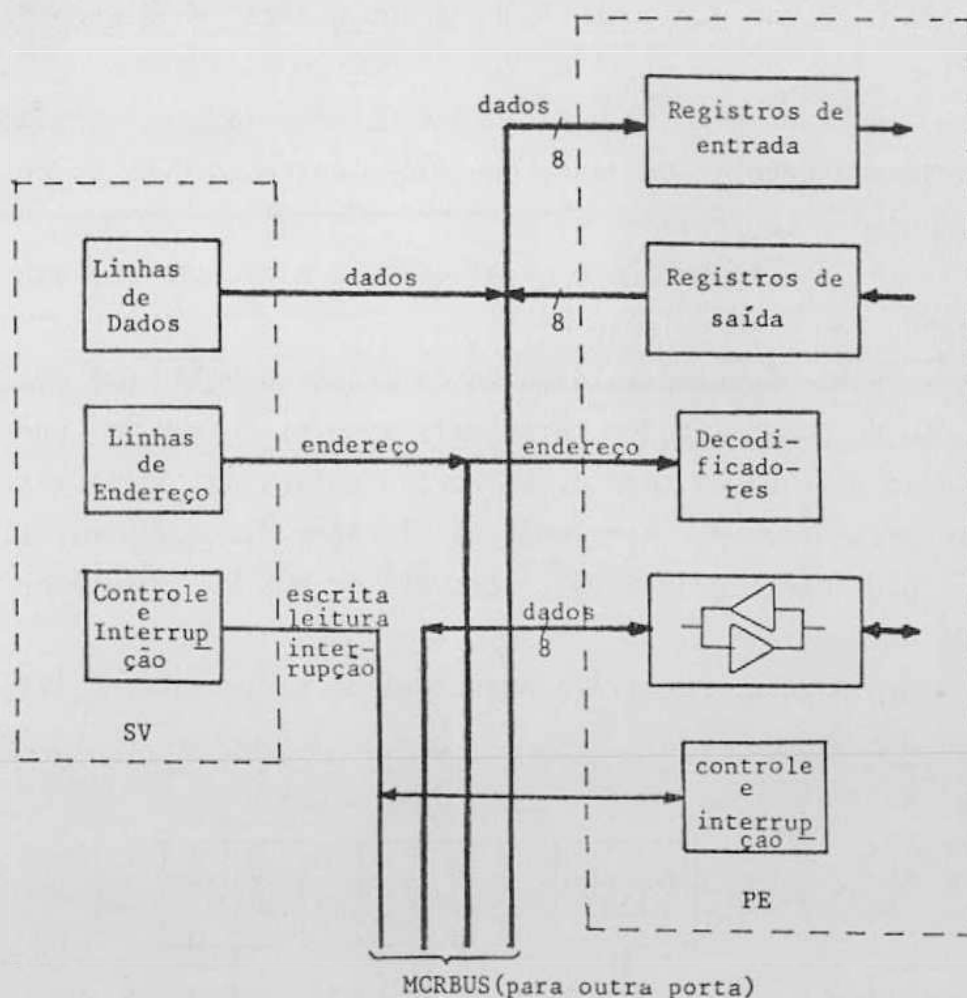 dados
8
Registros de
entrada
Linhas
de
Dados
dados
8
Registros de
saída
Linhas
de
Endereço
endereço
endereço
Decodi-
ficado-
res
Controle
e
Interrup
ção
escrita
leitura
inter-
rupção
dados
8
SV
controle
e
interrup
ção
PE
MCRBUS(para outra porta)